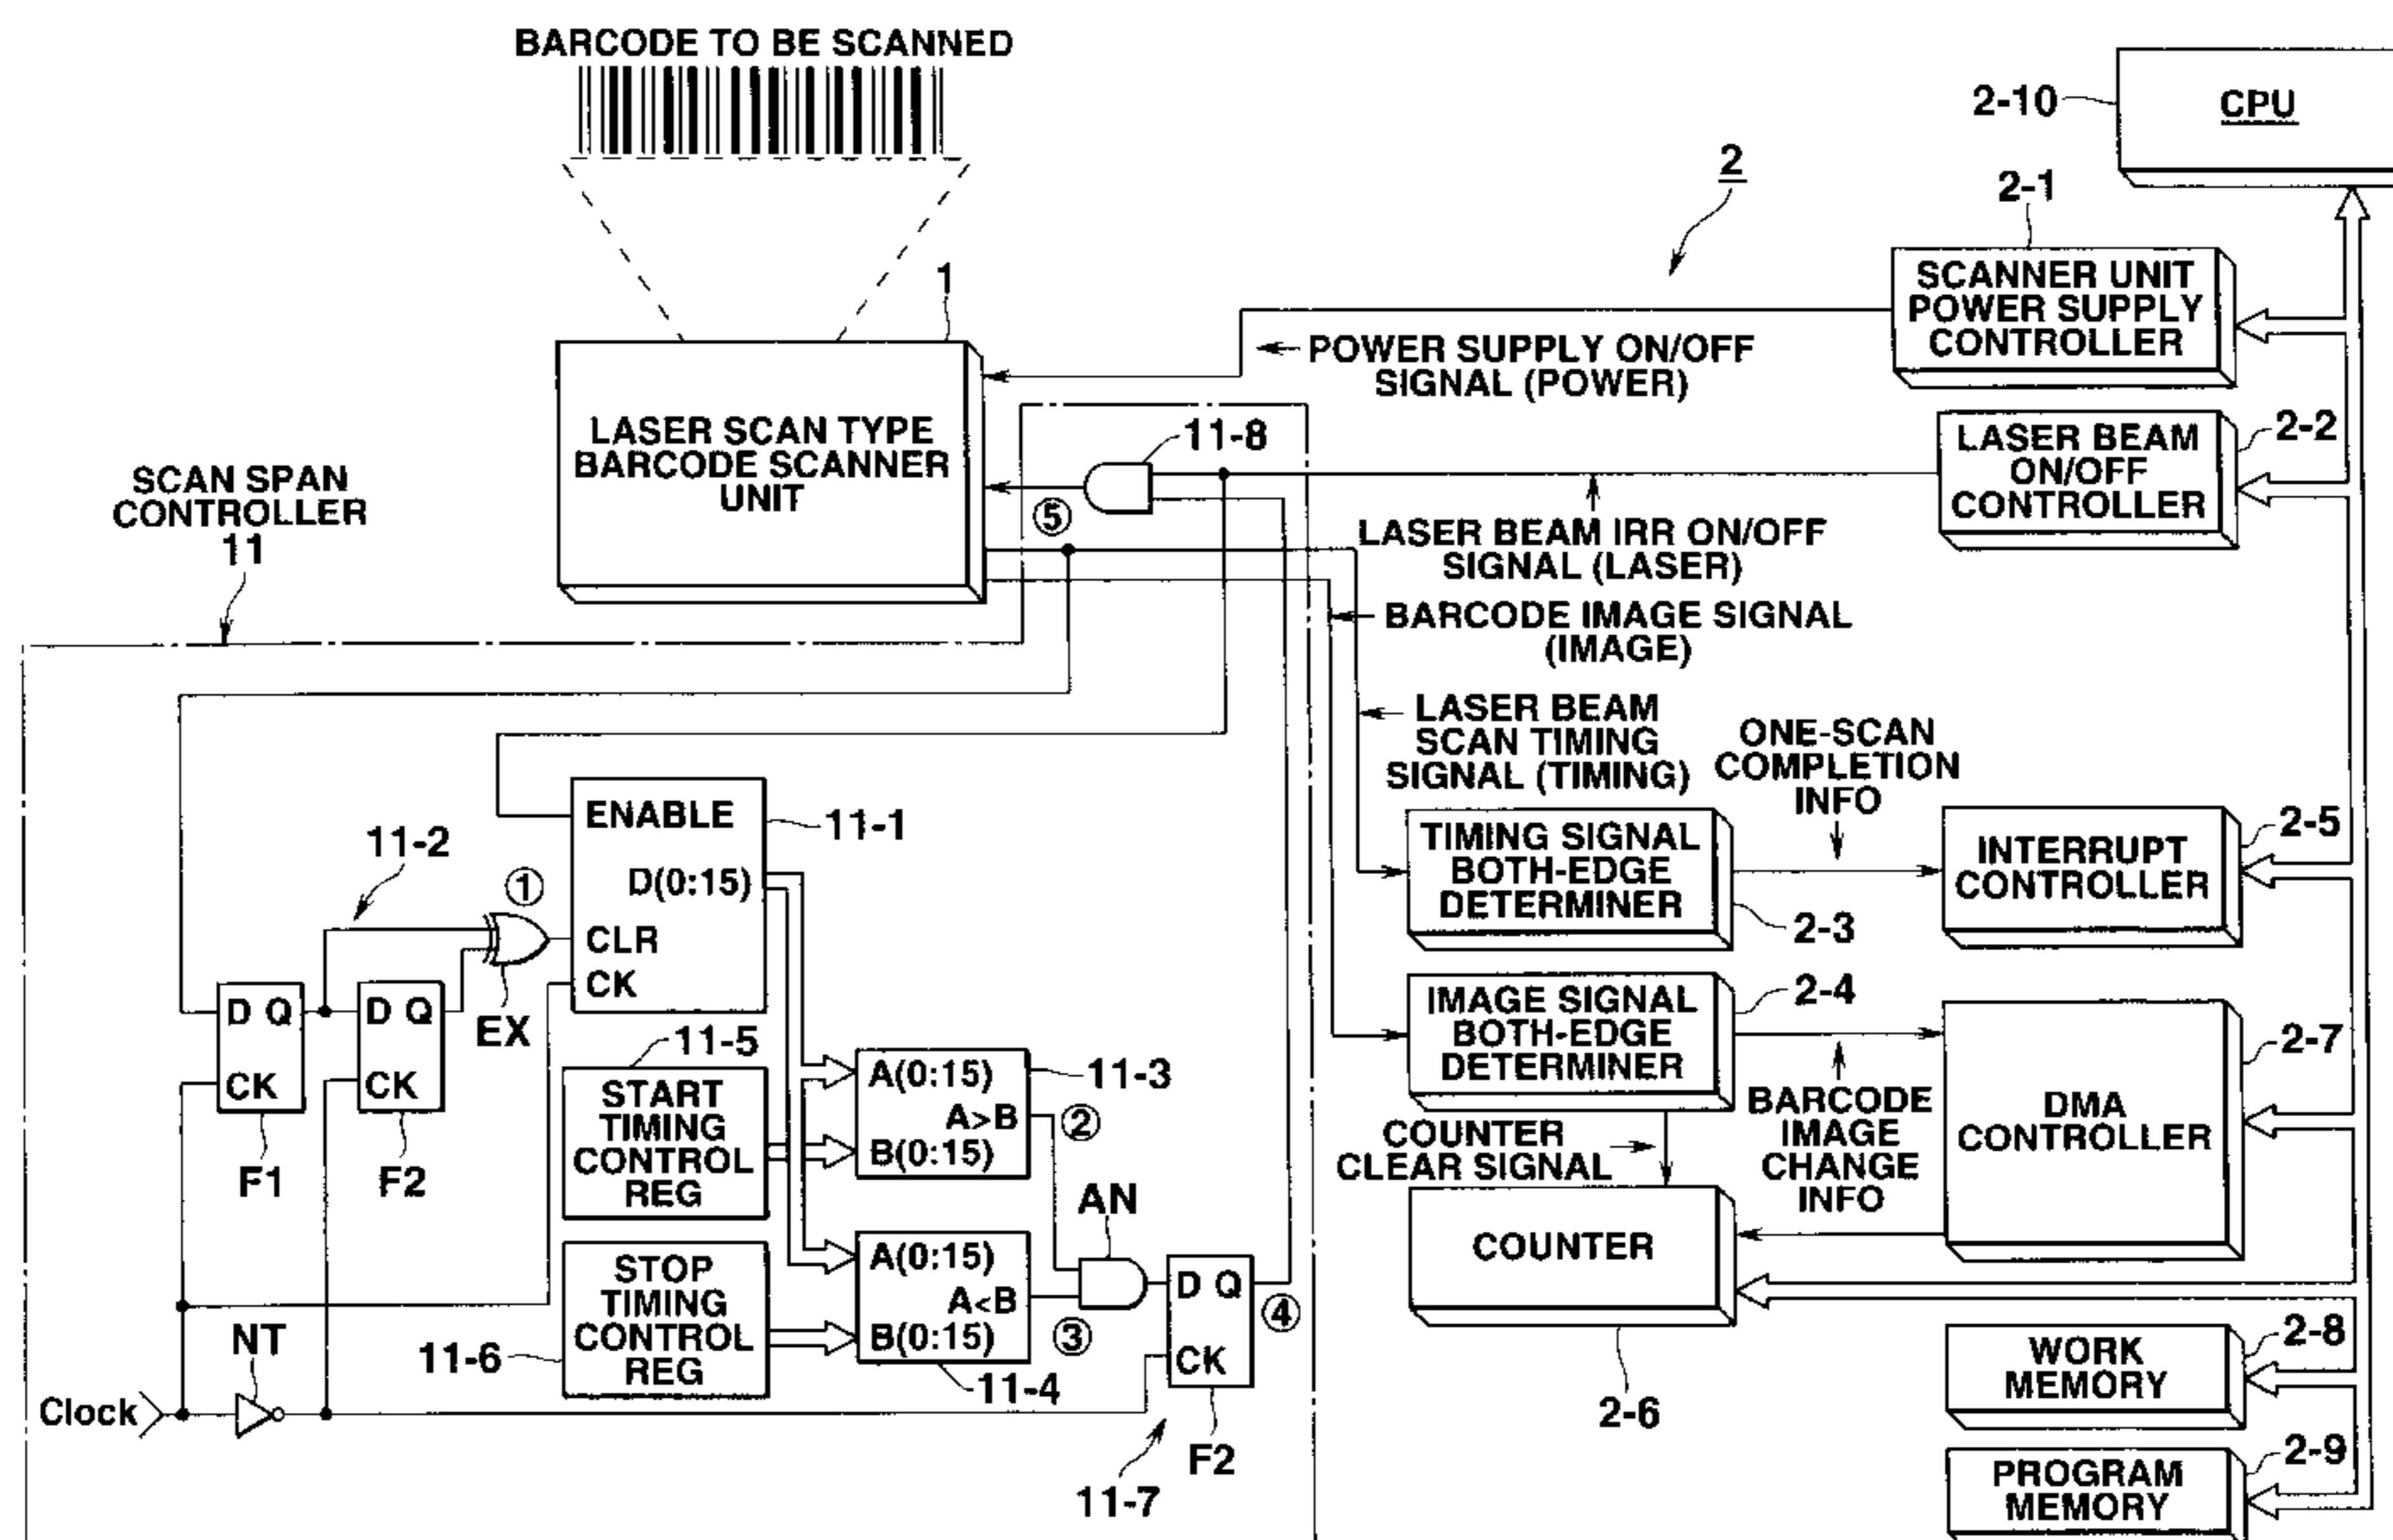 BARCODE TO BE SCANNED
2-10
CPU
2
2-1
SCANNER UNIT
POWER SUPPLY
CONTROLLER
1
POWER SUPPLY ON/OFF
SIGNAL (POWER)
LASER SCAN TYPE
BARCODE SCANNER
UNIT
11-8
LASER BEAM
ON/OFF
CONTROLLER
2-2
SCAN SPAN
CONTROLLER
11
⑤
LASER BEAM IRR ON/OFF
SIGNAL (LASER)
BARCODE IMAGE SIGNAL
(IMAGE)
LASER BEAM
SCAN TIMING
SIGNAL (TIMING)
ONE-SCAN
COMPLETION
INFO
ENABLE
D(0:15)
CLR
CK
11-1
11-2
①
EX
TIMING SIGNAL
BOTH-EDGE
DETERMINER
2-3
INTERRUPT
CONTROLLER
2-5
D Q
CK
F1
D Q
CK
F2
IMAGE SIGNAL
BOTH-EDGE
DETERMINER
2-4
DMA
CONTROLLER
2-7
11-5
START
TIMING
CONTROL
REG
A(0:15)
A>B
B(0:15)
11-3
②
COUNTER
CLEAR SIGNAL
BARCODE
IMAGE
CHANGE
INFO
AN
STOP
TIMING
CONTROL
REG
11-6
A(0:15)
A<B
B(0:15)
11-4
③
D Q
CK
④
F2
11-7
COUNTER
2-6
NT
Clock
WORK
MEMORY
2-8
PROGRAM
MEMORY
2-9